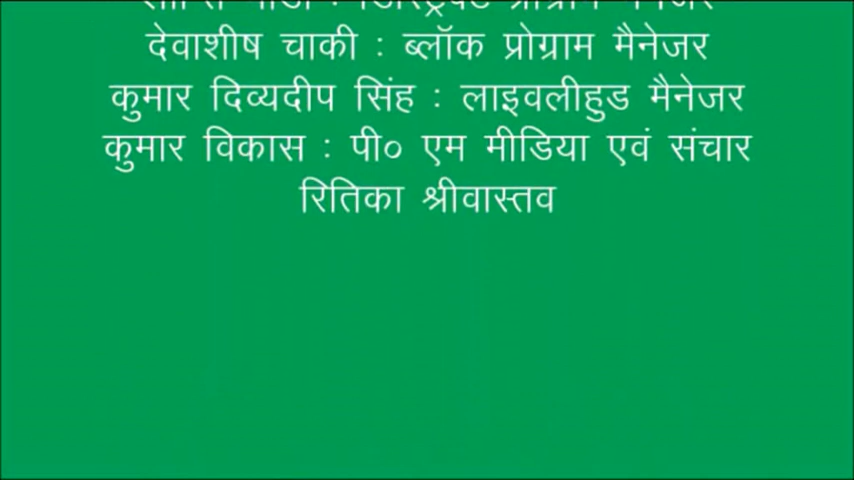 देवाशीष चाकी : ब्लॉक प्रोग्राम मैनेजर
कुमार दिव्यदीप सिंह : लाइवलीहुड मैनेजर
कुमार विकास : पी० एम मीडिया एवं संचार
रितिका श्रीवास्तव